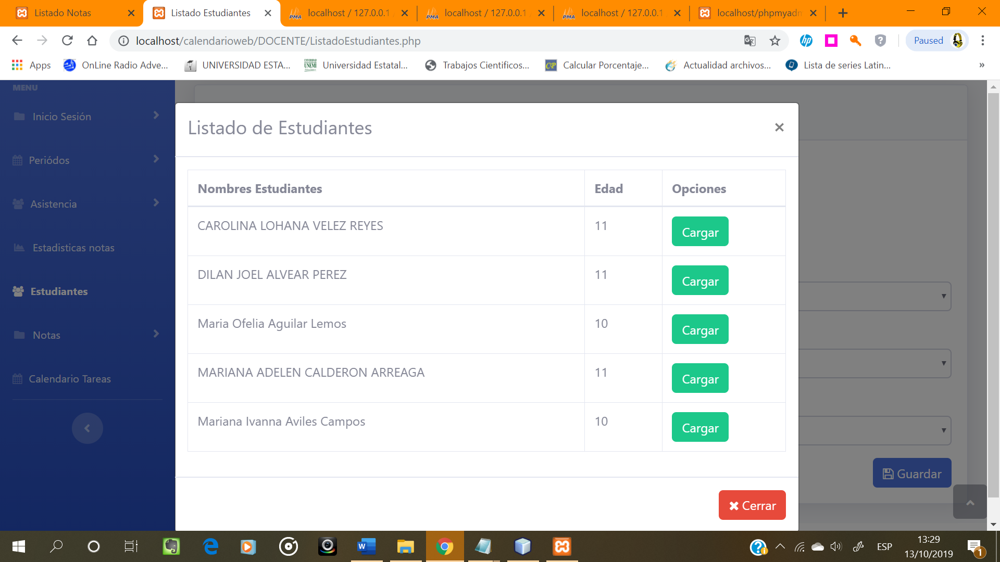 Listado Notas
Listado Estudiantes
localhost / 127.0.0.1
localhost / 127.0.0.1
localhost / 127.0.0.1
localhost/phpmyadm
localhost/calendarioweb/DOCENTE/ListadoEstudiantes.php
Paused
Apps
OnLine Radio Adve...
UNIVERSIDAD ESTA...
Universidad Estatal...
Trabajos Cientificos...
Calcular Porcentaje...
Actualidad archivos...
Lista de series Latin...
»
MENU
Inicio Sesión
Periódos
Asistencia
Estadisticas notas
Estudiantes
Notas
Calendario Tareas
Listado de Estudiantes
×
Nombres Estudiantes Edad Opciones
CAROLINA LOHANA VELEZ REYES 11 Cargar
DILAN JOEL ALVEAR PEREZ 11 Cargar
Maria Ofelia Aguilar Lemos 10 Cargar
MARIANA ADELEN CALDERON ARREAGA 11 Cargar
Mariana Ivanna Aviles Campos 10 Cargar
Guardar
Cerrar
ESP
13:29
13/10/2019
1